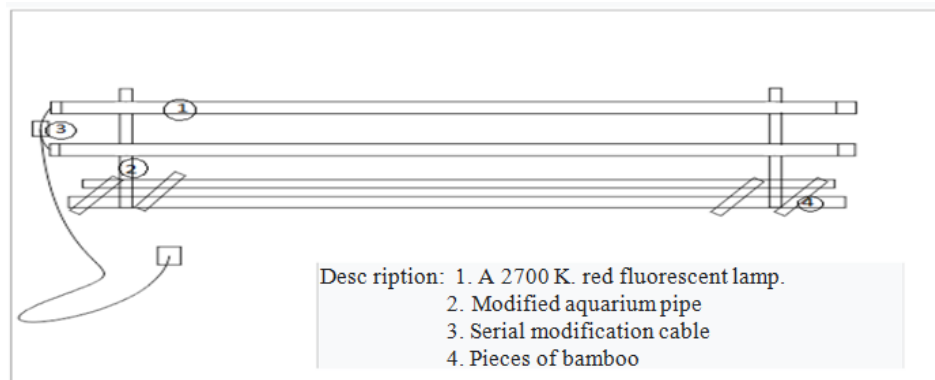 1
3
2
4
Desc ription: 1. A 2700 K. red fluorescent lamp.
2. Modified aquarium pipe
3. Serial modification cable
4. Pieces of bamboo